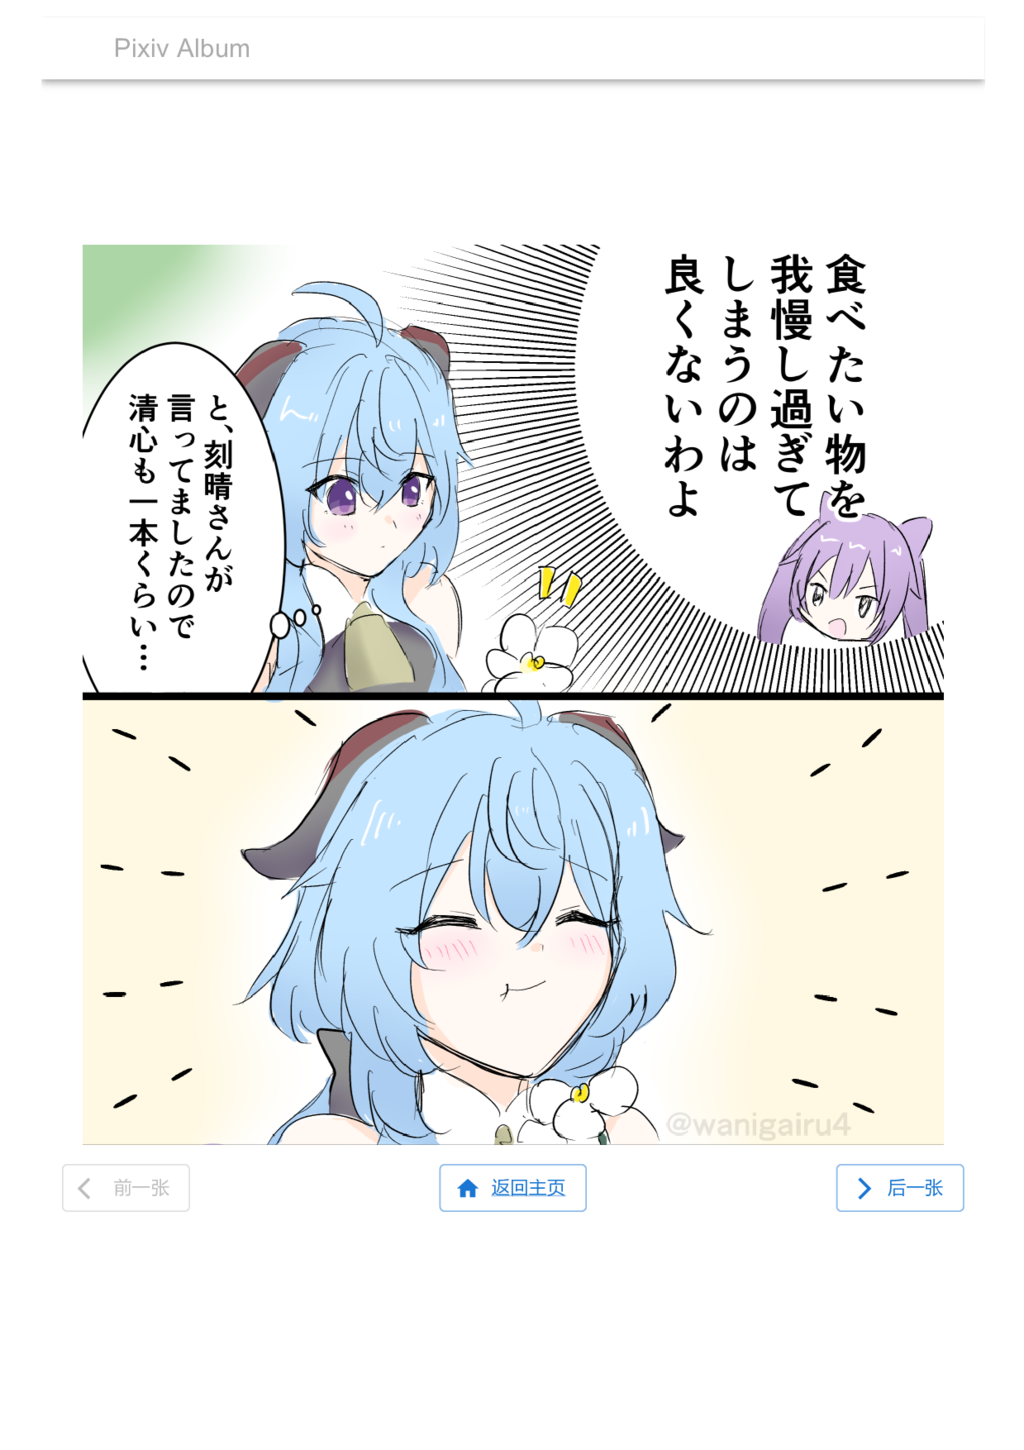 Pixiv Album
食べたい物を
我慢し過ぎて
しまうのは
良くないわよ
と、刻晴さんが
言ってましたので
清心も一本くらい…
@wanigairu4
前一张
返回主页
后一张